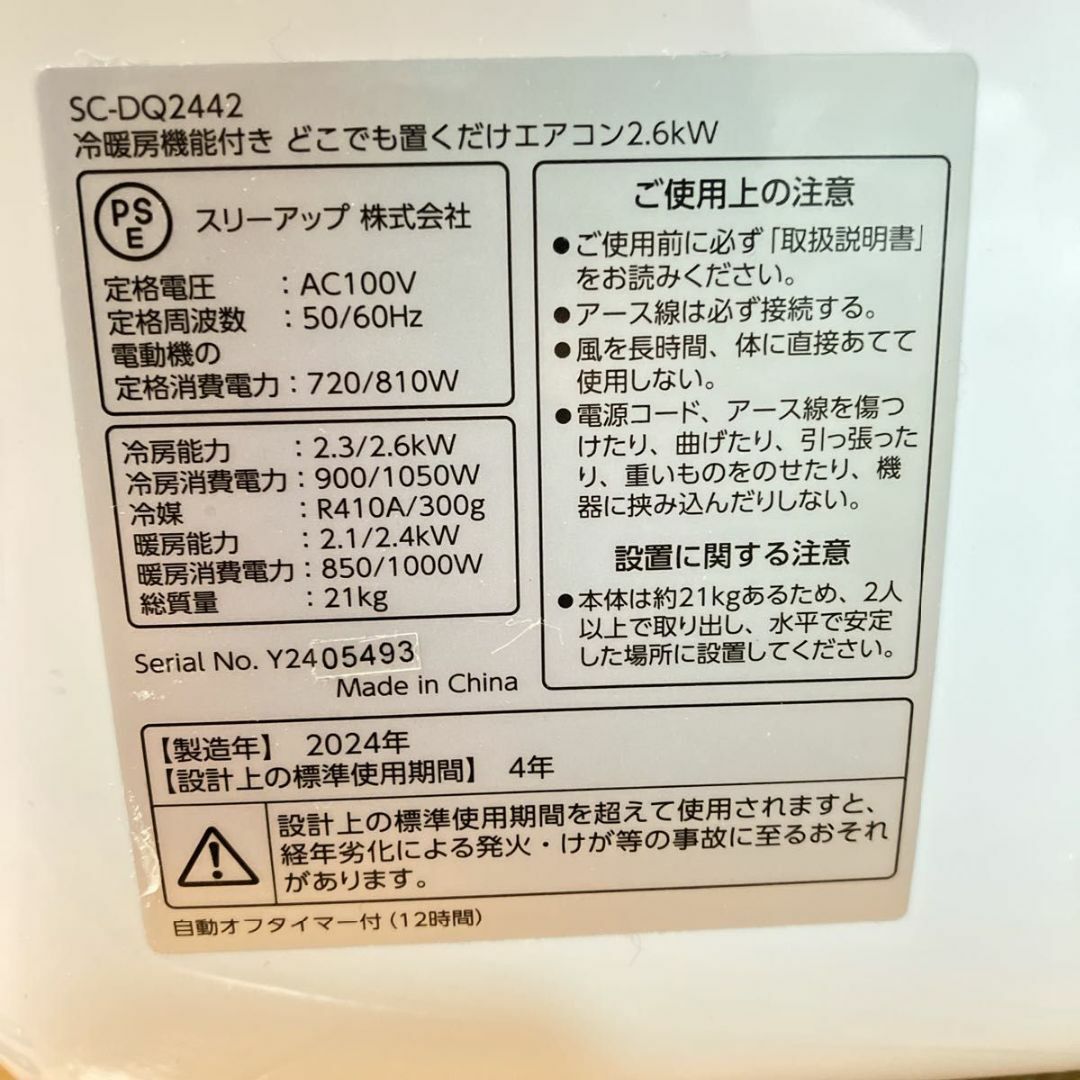 SC-DQ2442
冷暖房機能付き どこでも置くだけエアコン2.6kW
PS
E
スリーアップ 株式会社
定格電圧 : AC100V
定格周波数 : 50/60Hz
電動機の
定格消費電力 : 720/810W
冷房能力 : 2.3/2.6kW
冷房消費電力 : 900/1050W
冷媒 : R410A/300g
暖房能力 : 2.1/2.4kW
暖房消費電力 : 850/1000W
総質量 : 21kg
Serial No. Y2405493
Made in China
ご使用上の注意
●ご使用前に必ず「取扱説明書」
をお読みください。
●アース線は必ず接続する。
●風を長時間、体に直接あてて
使用しない。
●電源コード、アース線を傷つ
けたり、曲げたり、引っ張った
り、重いものをのせたり、機
器に挟み込んだりしない。
設置に関する注意
●本体は約21kgあるため、2人
以上で取り出し、水平で安定
した場所に設置してください。
【製造年】 2024年
【設計上の標準使用期間】 4年
設計上の標準使用期間を超えて使用されますと、
経年劣化による発火・けが等の事故に至るおそれ
があります。
自動オフタイマー付(12時間)